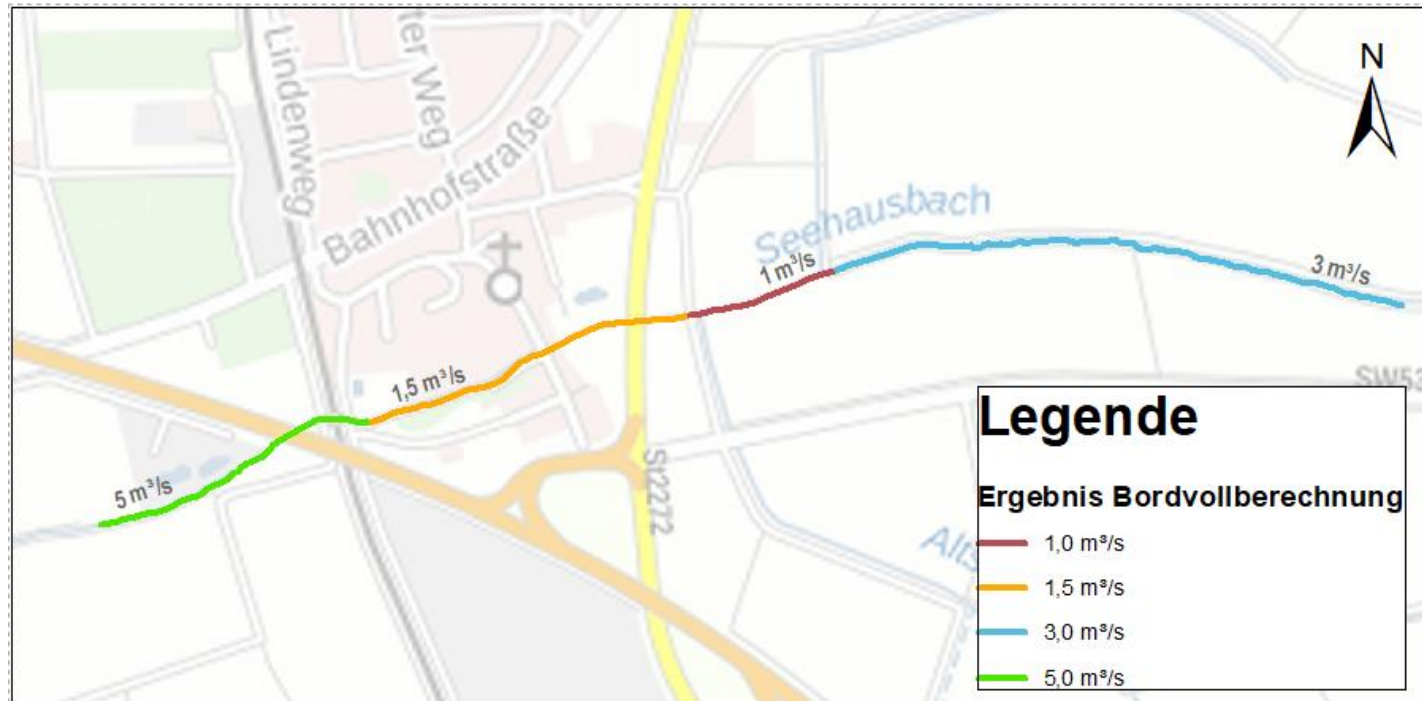 Lindenweg
ter Weg
Bahnhofstraße
N
Seehausbach
1 m³/s
3 m³/s
1,5 m³/s
5 m³/s
SW53
St2272
Alts
Legende
Ergebnis Bordvollberechnung
1,0 m³/s
1,5 m³/s
3,0 m³/s
5,0 m³/s